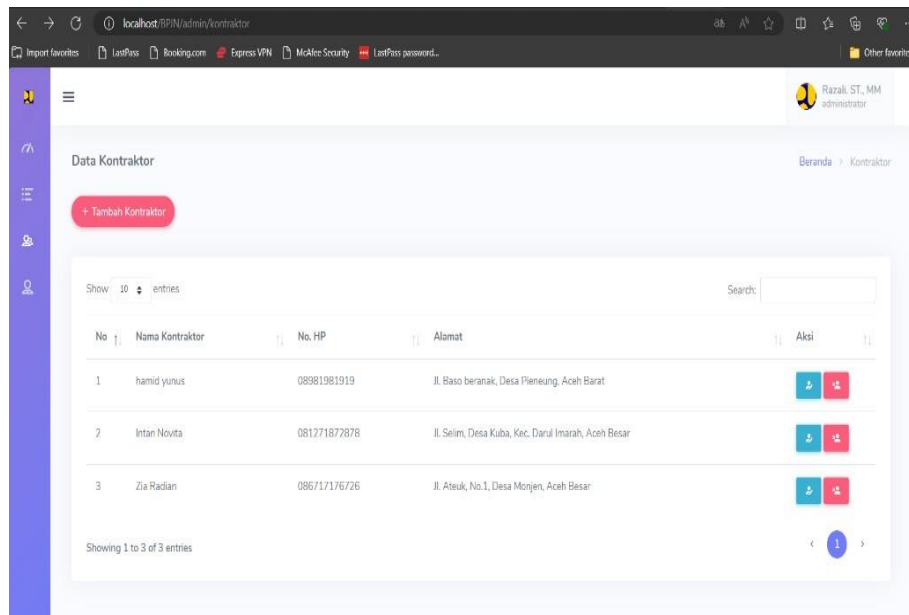 localhost/BPIN/admin/kontraktor
Import favorites LastPass Booking.com Express VPN McAfee Security LastPass password... Other favorites
Razali. ST., MM
administrator
Data Kontraktor Beranda > Kontraktor
+ Tambah Kontraktor
Show 10 entries Search:
No Nama Kontraktor No. HP Alamat Aksi
1 hamid yunus 08981981919 Jl. Baso beranak, Desa Pieneung, Aceh Barat
2 Intan Novita 081271872878 Jl. Selim, Desa Kuba, Kec. Darul Imarah, Aceh Besar
3 Zia Radian 086717176726 Jl. Ateuk, No.1, Desa Monjen, Aceh Besar
Showing 1 to 3 of 3 entries < 1 >